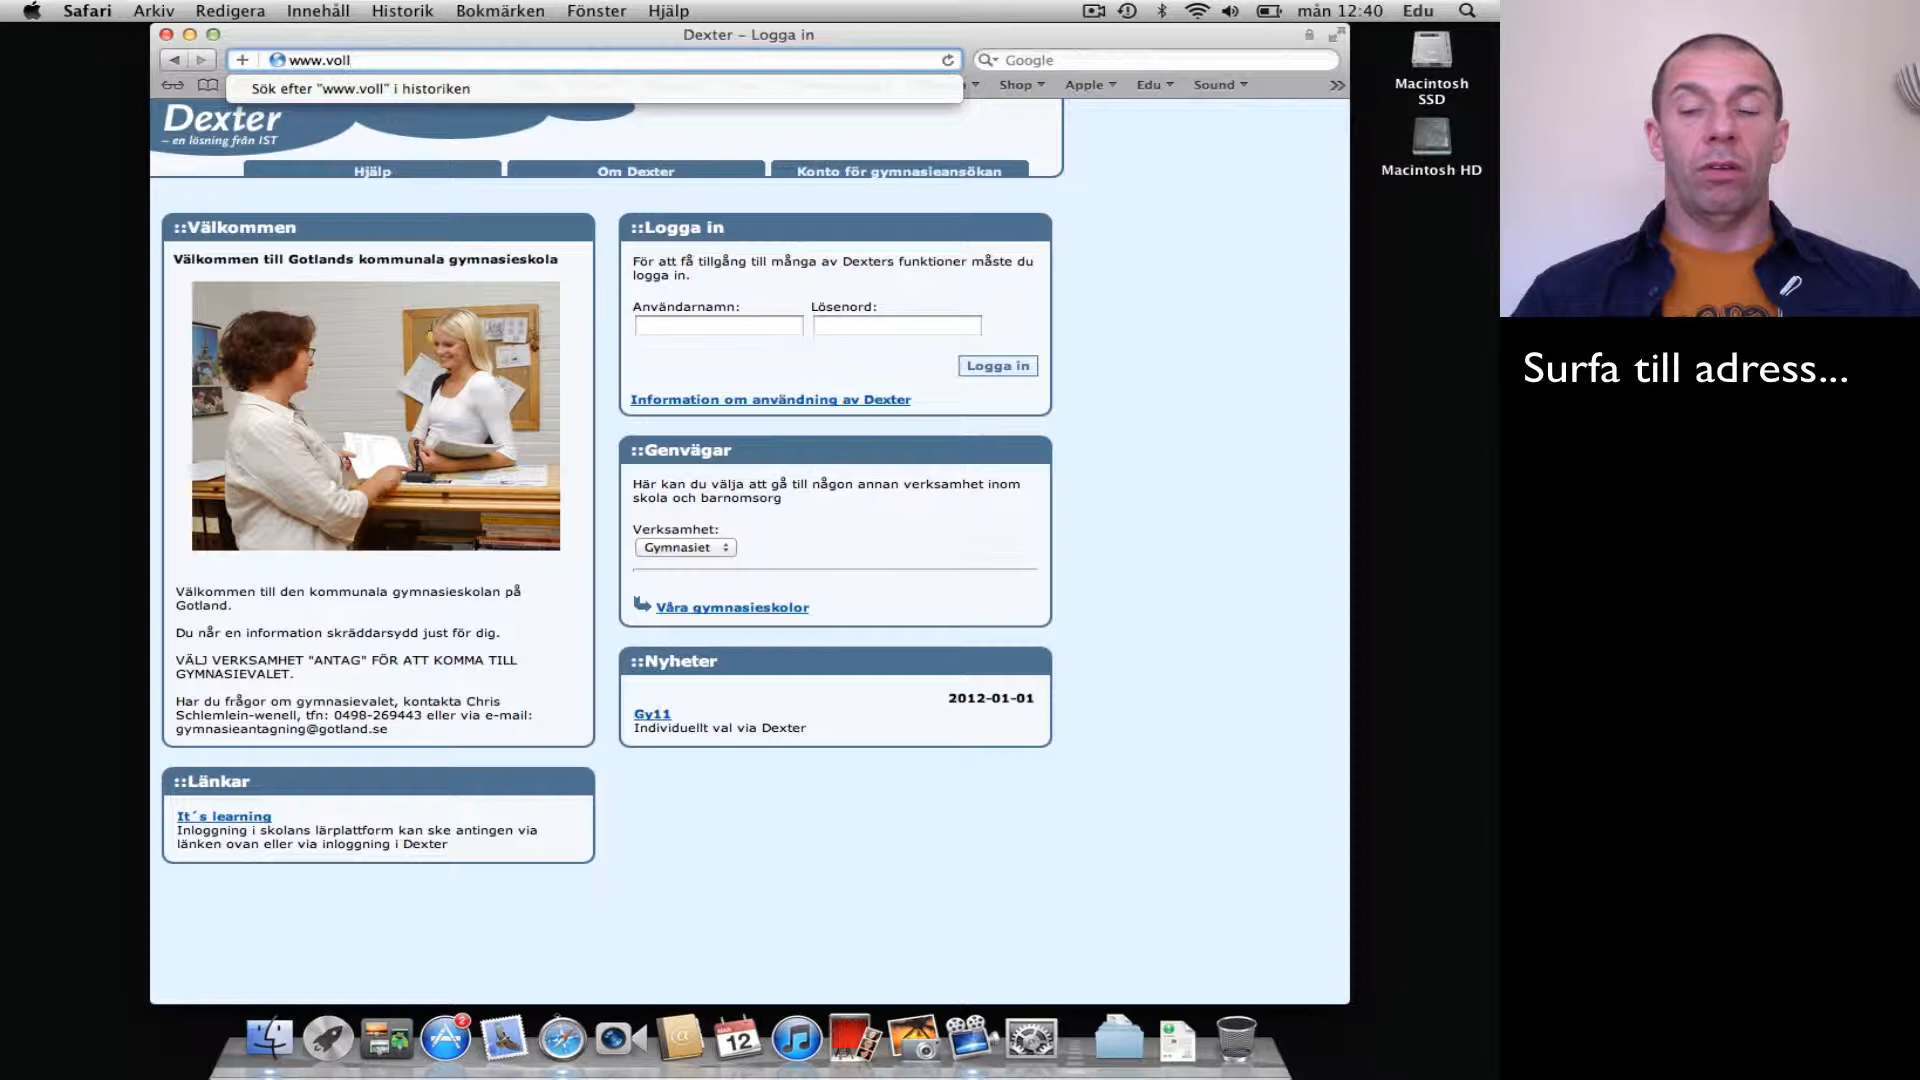 Safari Arkiv Redigera Innehåll Historik Bokmärken Fönster Hjälp mån 12:40 Edu
Dexter – Logga in
www.voll
Google
Sök efter "www.voll" i historiken
Shop Apple Edu Sound
Macintosh SSD
Macintosh HD
Dexter
– en lösning från IST
Hjälp Om Dexter Konto för gymnasieansökan
::Välkommen
Välkommen till Gotlands kommunala gymnasieskola
Välkommen till den kommunala gymnasieskolan på
Gotland.
Du når en information skräddarsydd just för dig.
VÄLJ VERKSAMHET "ANTAG" FÖR ATT KOMMA TILL
GYMNASIEVALET.
Har du frågor om gymnasievalet, kontakta Chris
Schlemlein-wenell, tfn: 0498-269443 eller via e-mail:
gymnasieantagning@gotland.se
::Länkar
It´s learning
Inloggning i skolans lärplattform kan ske antingen via
länken ovan eller via inloggning i Dexter
::Logga in
För att få tillgång till många av Dexters funktioner måste du
logga in.
Användarnamn: Lösenord:
Logga in
Information om användning av Dexter
::Genvägar
Här kan du välja att gå till någon annan verksamhet inom
skola och barnomsorg
Verksamhet:
Gymnasiet
Våra gymnasieskolor
::Nyheter
2012-01-01
Gy11
Individuellt val via Dexter
Surfa till adress...
2
MAR
12